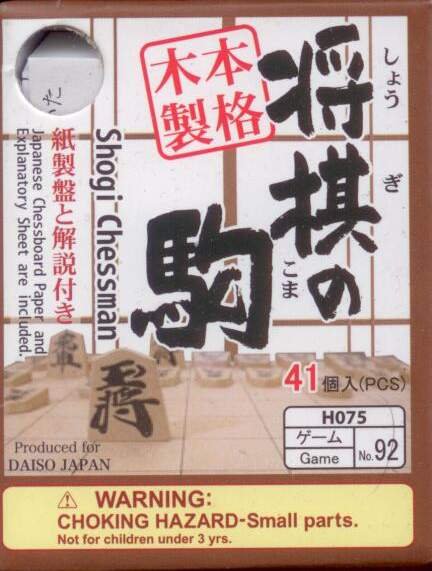 本格
木製
将棋の
しょうぎ
駒
こま
Shogi Chessman
紙製盤と解説付き
Japanese Chessboard Paper and
Explanatory Sheet are included.
41個入(PCS)
H075
ゲーム
Game
No.92
玉将
Produced for
DAISO JAPAN
⚠ WARNING:
CHOKING HAZARD-Small parts.
Not for children under 3 yrs.